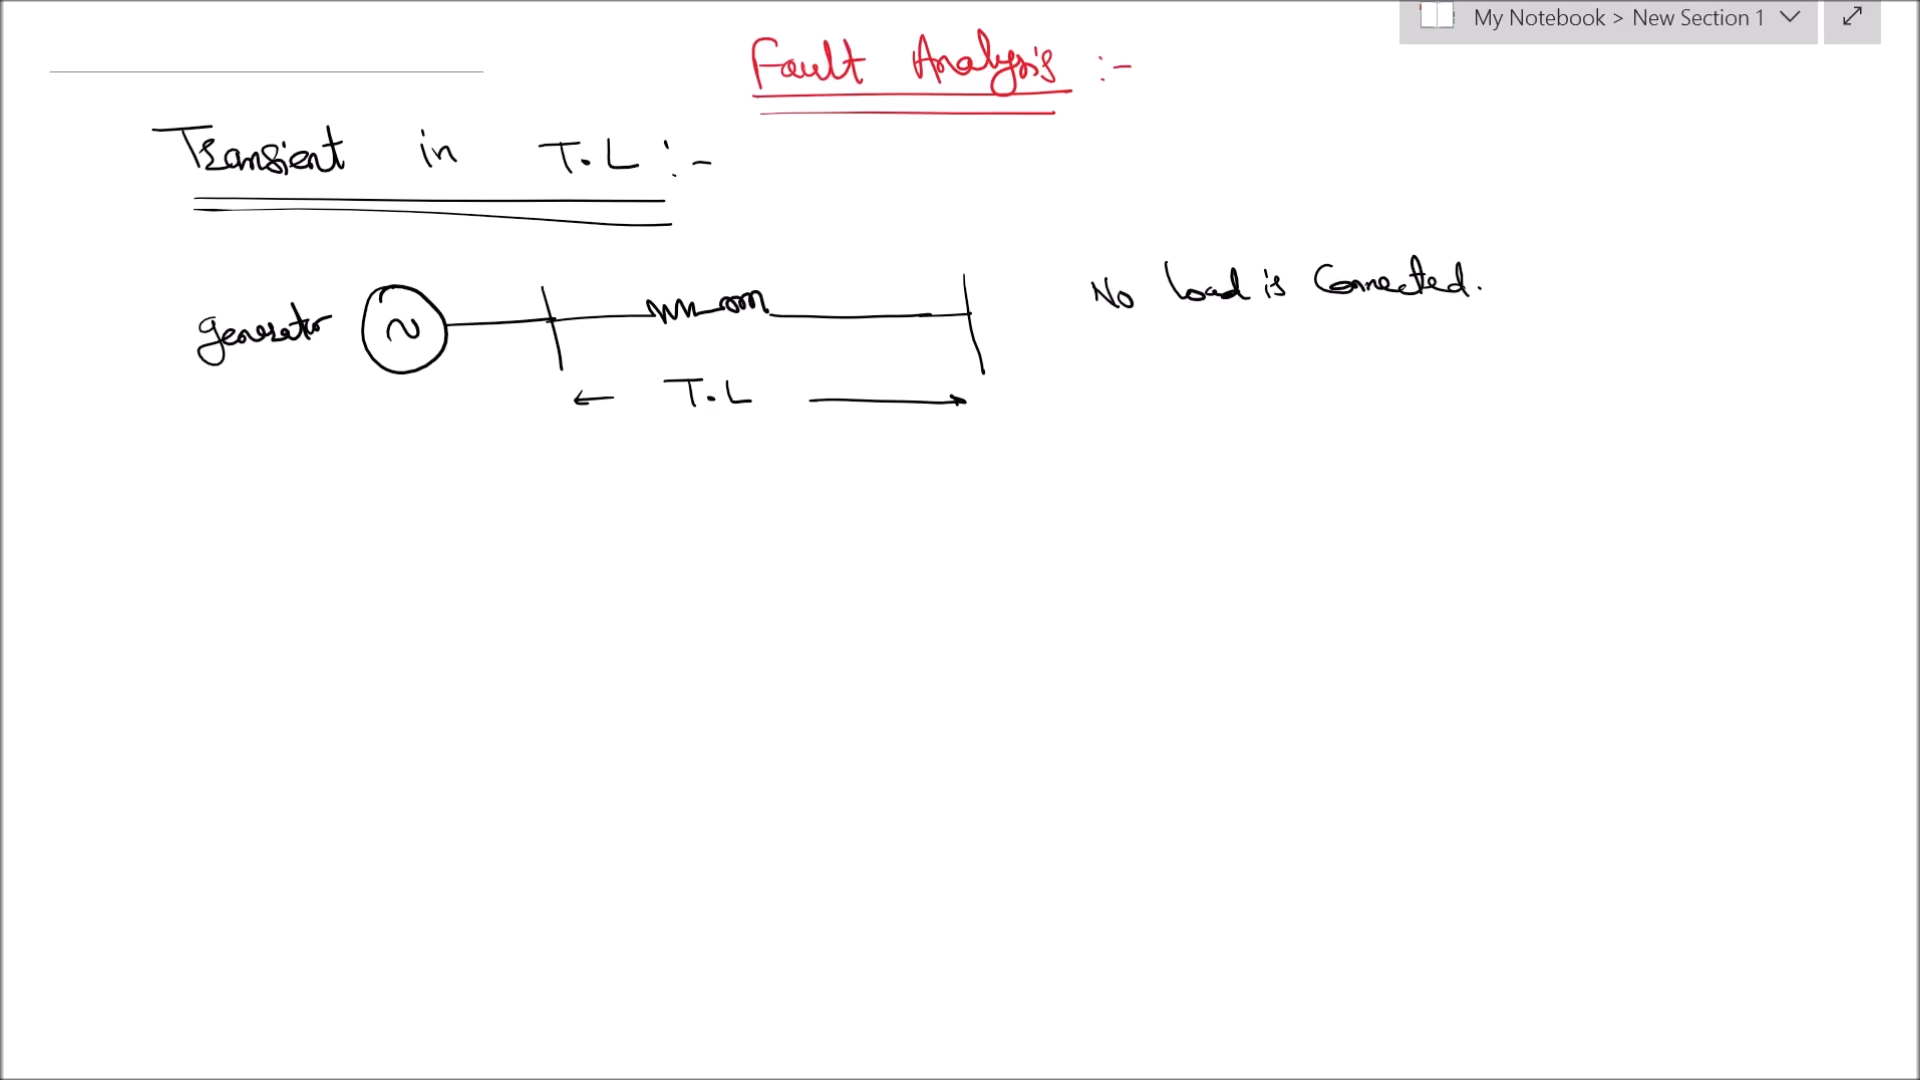 My Notebook > New Section 1
Fault Analysis :-
Transient in T.L :-
No load is Connected.
generator
T.L